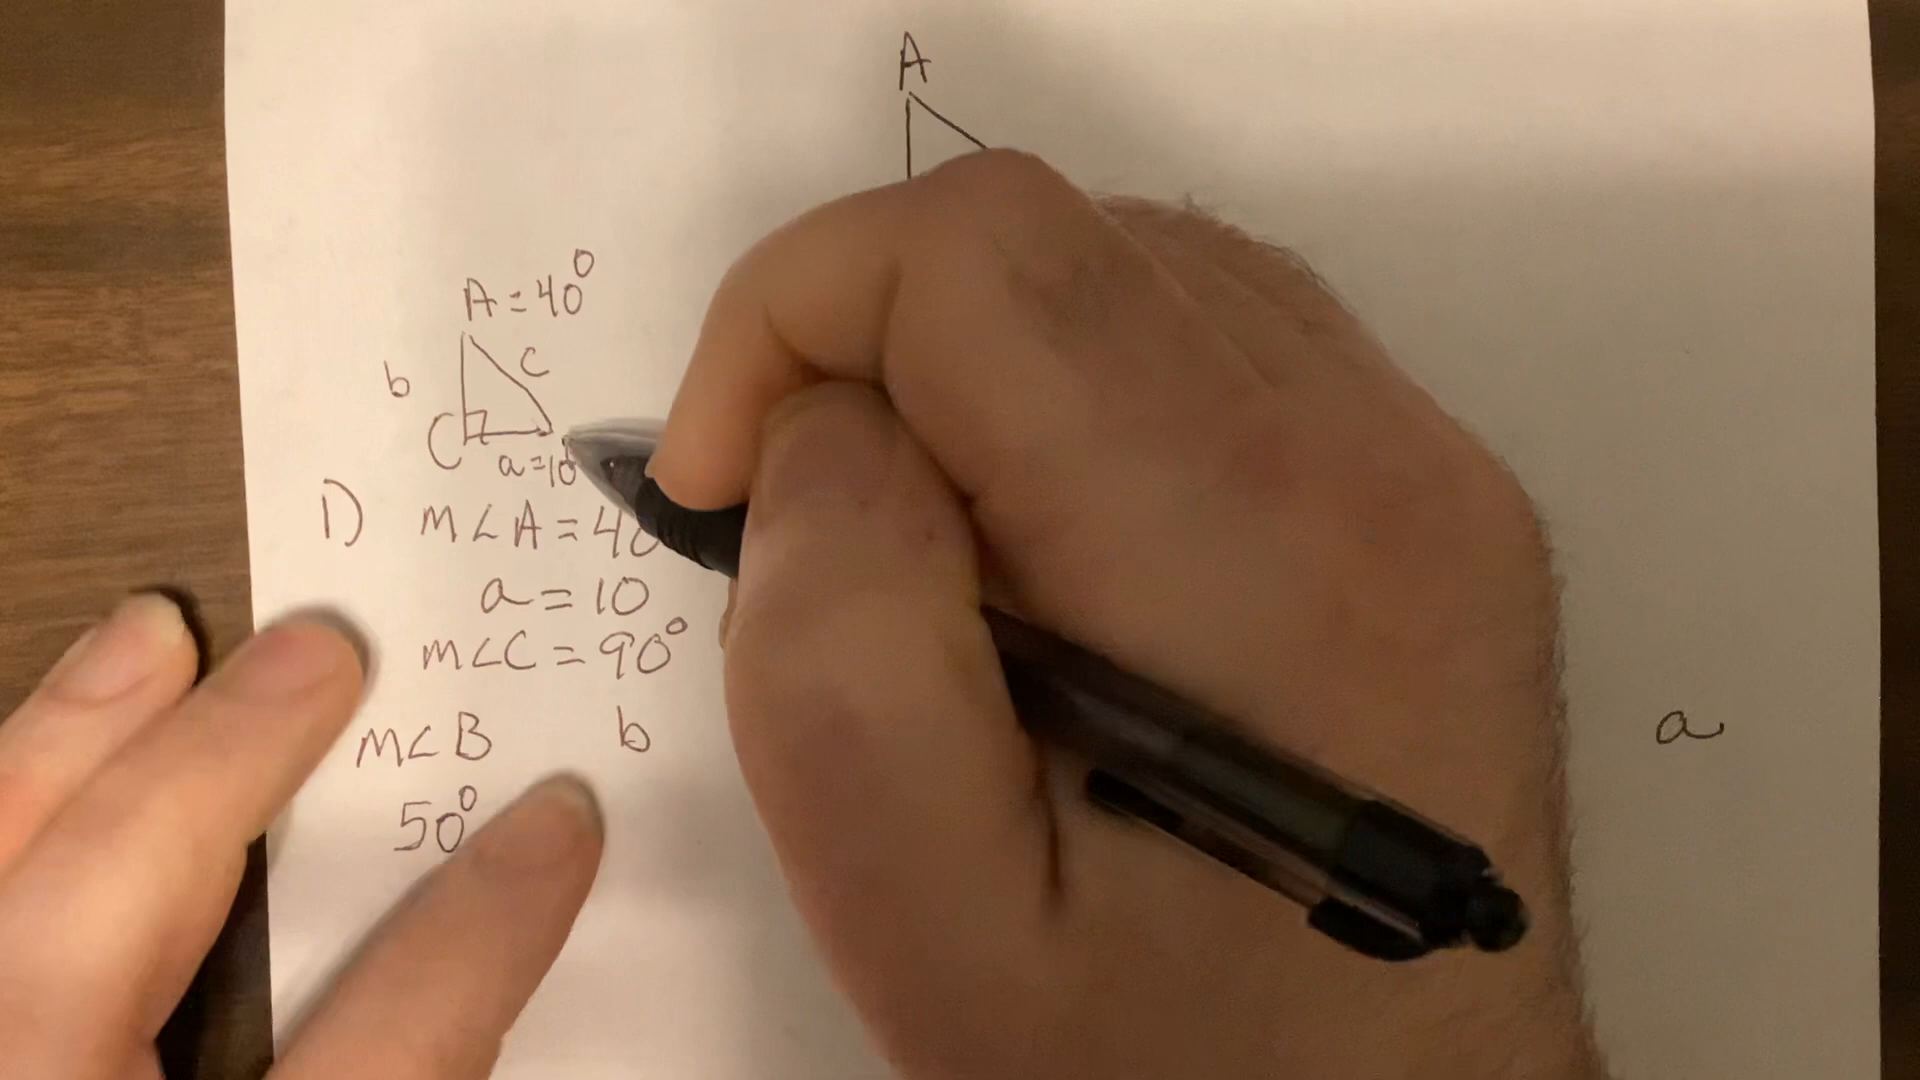 A
A = 40°
b
c
C
a = 10
1) m∠A = 40
a = 10
m∠C = 90°
m∠B b
a
50°